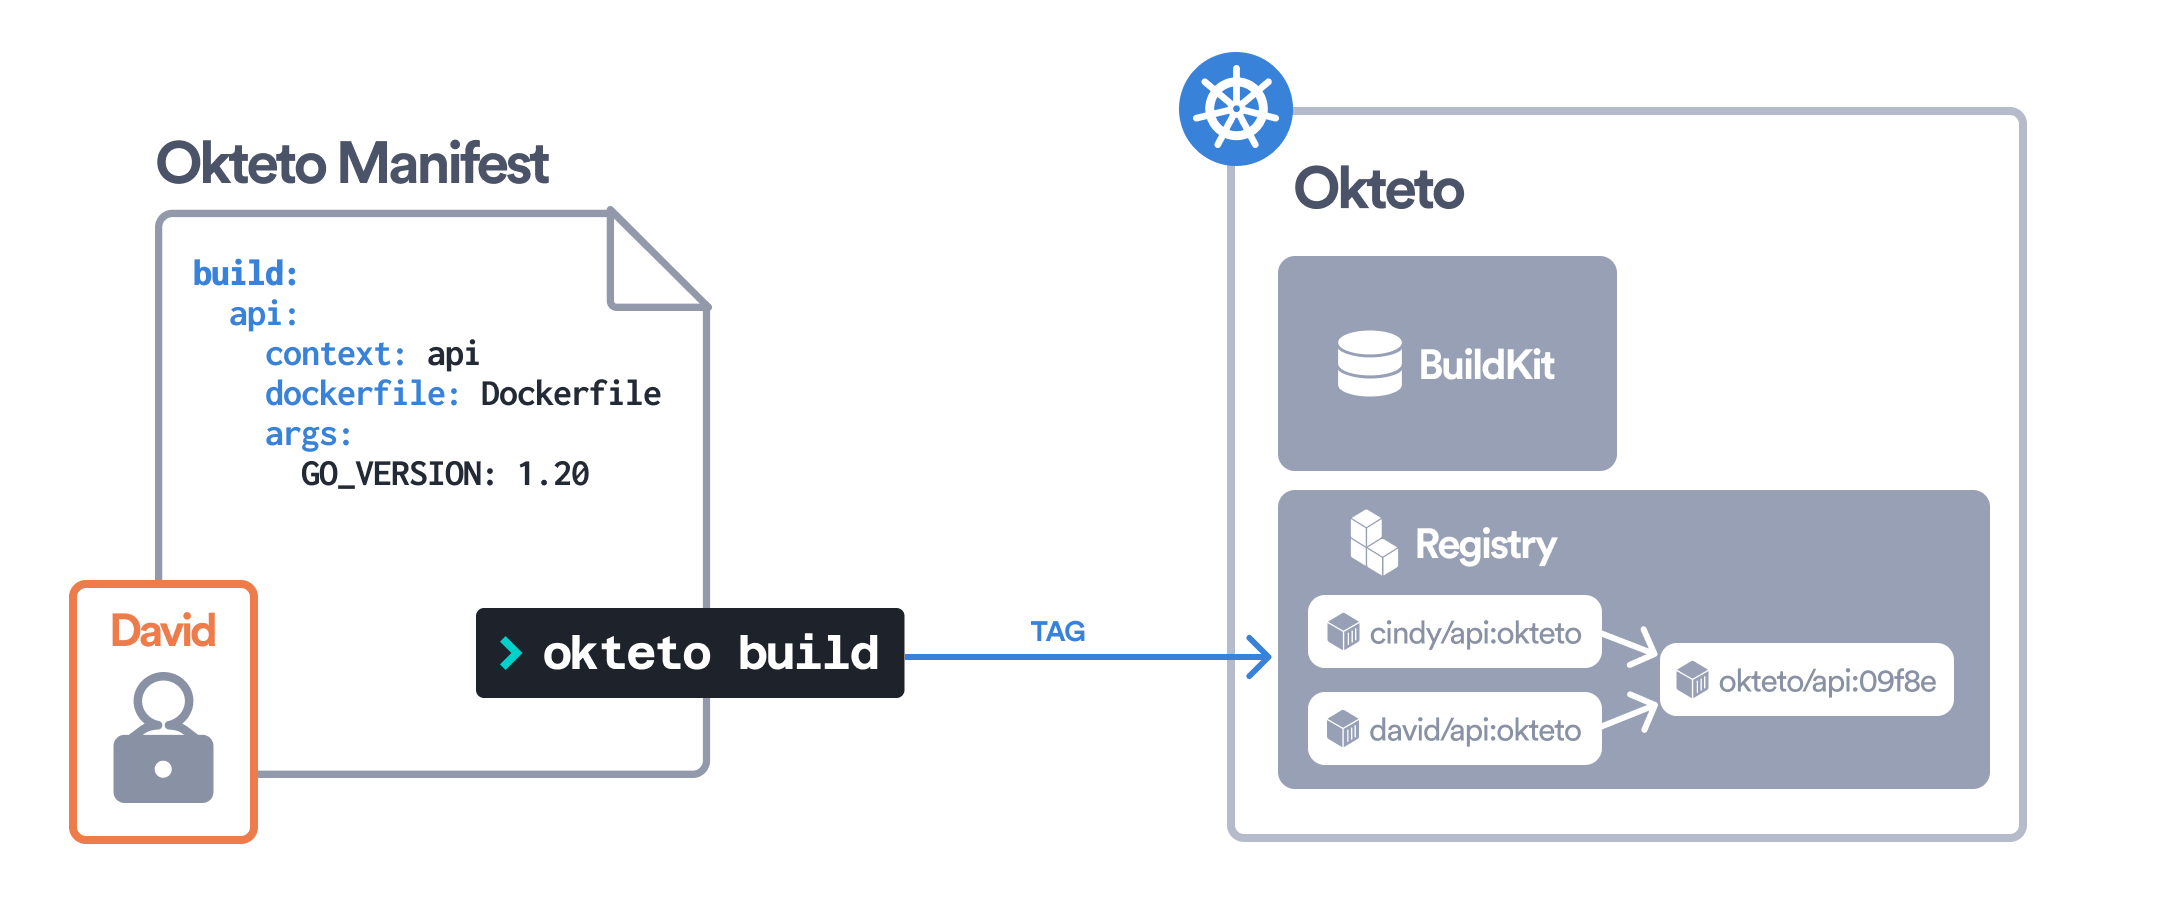 Okteto Manifest
build:
  api:
    context: api
    dockerfile: Dockerfile
    args:
      GO_VERSION: 1.20
David
> okteto build
TAG
Okteto
BuildKit
Registry
cindy/api:okteto
david/api:okteto
okteto/api:09f8e